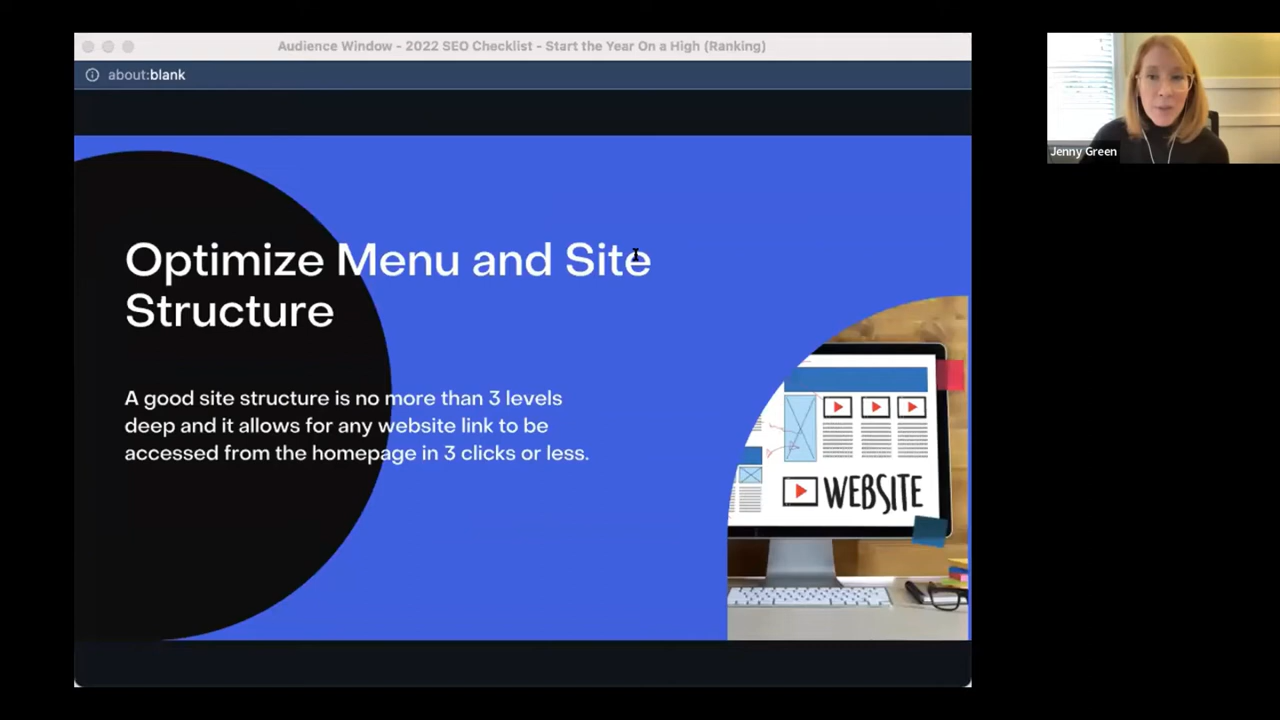 Audience Window - 2022 SEO Checklist - Start the Year On a High (Ranking)
about:blank
Jenny Green
Optimize Menu and Site
Structure
A good site structure is no more than 3 levels
deep and it allows for any website link to be
accessed from the homepage in 3 clicks or less.
WEBSITE